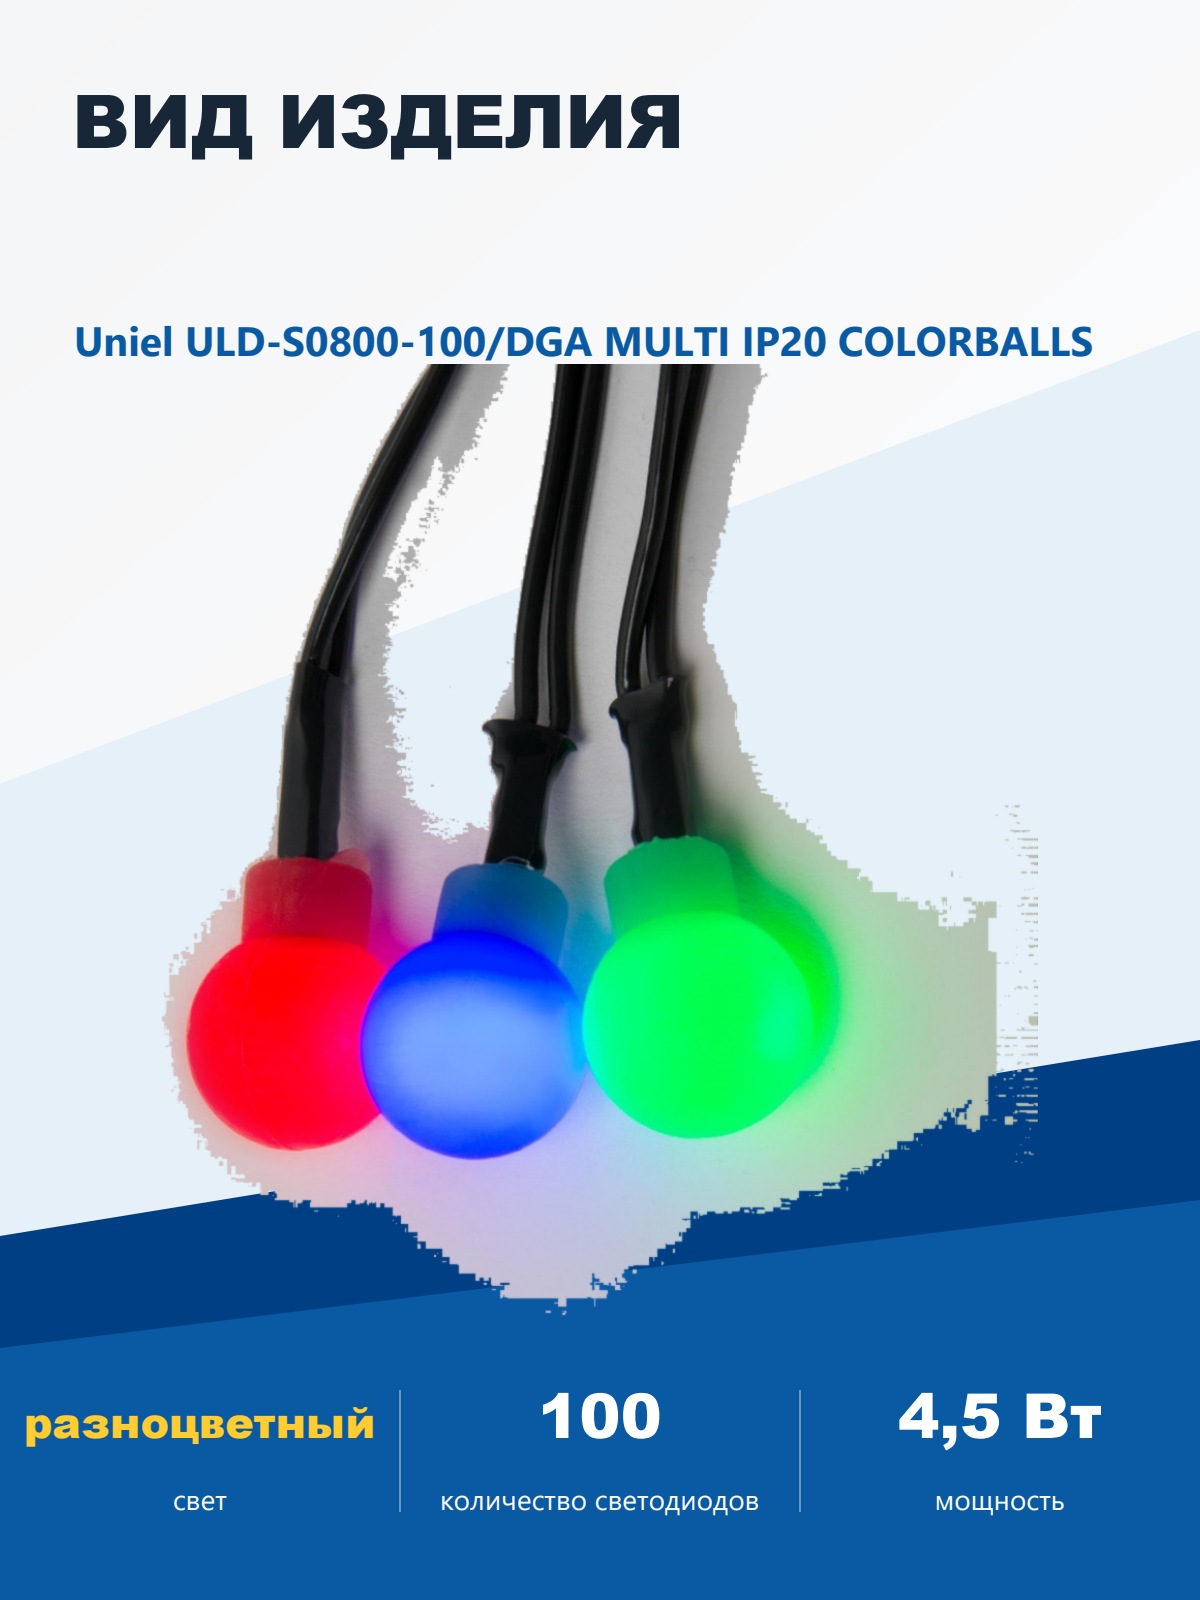 ВИД ИЗДЕЛИЯ
Uniel ULD-S0800-100/DGA MULTI IP20 COLORBALLS
разноцветный
свет
100
количество светодиодов
4,5 Вт
мощность